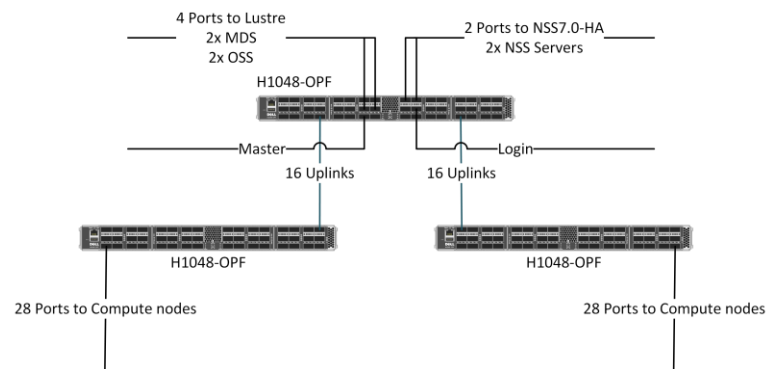 4 Ports to Lustre
2x MDS
2x OSS
2 Ports to NSS7.0-HA
2x NSS Servers
H1048-OPF
Master
Login
16 Uplinks
16 Uplinks
H1048-OPF
H1048-OPF
28 Ports to Compute nodes
28 Ports to Compute nodes